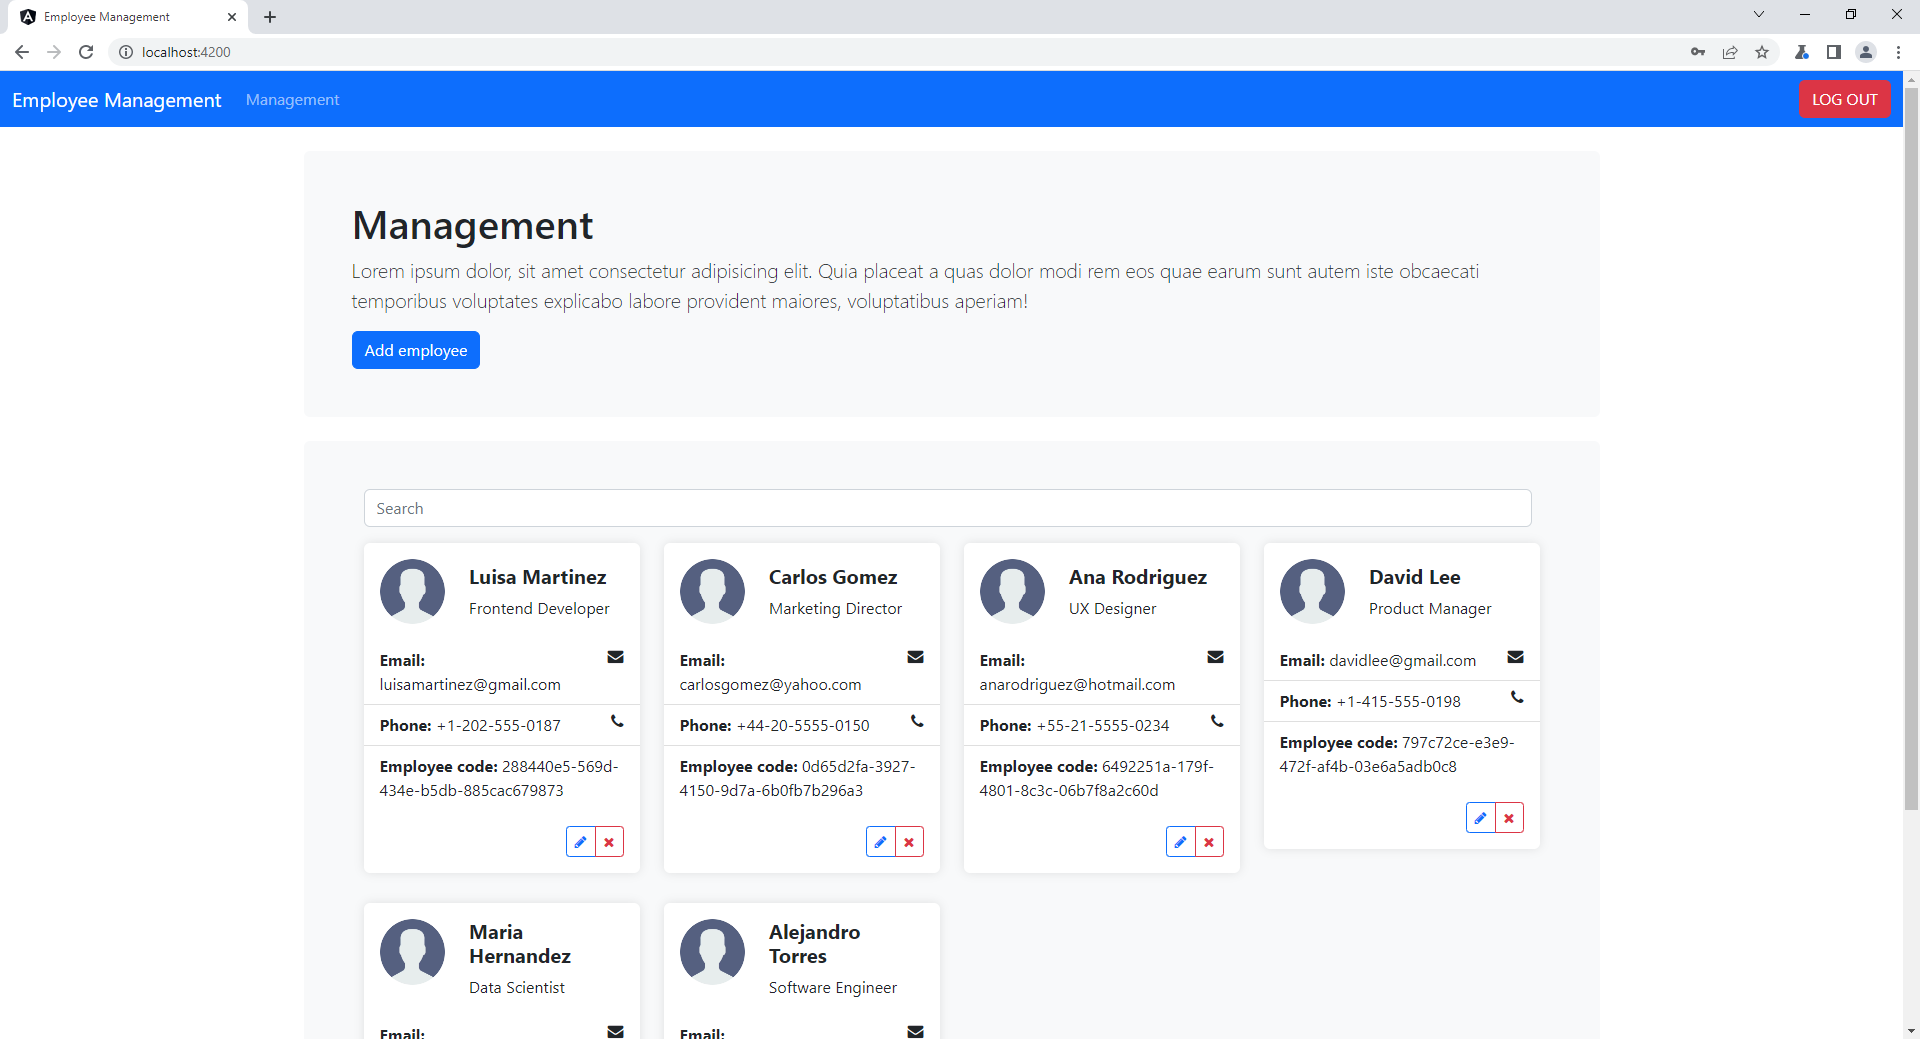 Employee Management
localhost:4200
Employee Management
Management
LOG OUT
Management
Lorem ipsum dolor, sit amet consectetur adipisicing elit. Quia placeat a quas dolor modi rem eos quae earum sunt autem iste obcaecati
temporibus voluptates explicabo labore provident maiores, voluptatibus aperiam!
Add employee
Search
Luisa Martinez
Frontend Developer
Email:
luisamartinez@gmail.com
Phone: +1-202-555-0187
Employee code: 288440e5-569d-
434e-b5db-885cac679873
Carlos Gomez
Marketing Director
Email:
carlosgomez@yahoo.com
Phone: +44-20-5555-0150
Employee code: 0d65d2fa-3927-
4150-9d7a-6b0fb7b296a3
Ana Rodriguez
UX Designer
Email:
anarodriguez@hotmail.com
Phone: +55-21-5555-0234
Employee code: 6492251a-179f-
4801-8c3c-06b7f8a2c60d
David Lee
Product Manager
Email: davidlee@gmail.com
Phone: +1-415-555-0198
Employee code: 797c72ce-e3e9-
472f-af4b-03e6a5adb0c8
Maria
Hernandez
Data Scientist
Email:
Alejandro
Torres
Software Engineer
Email: